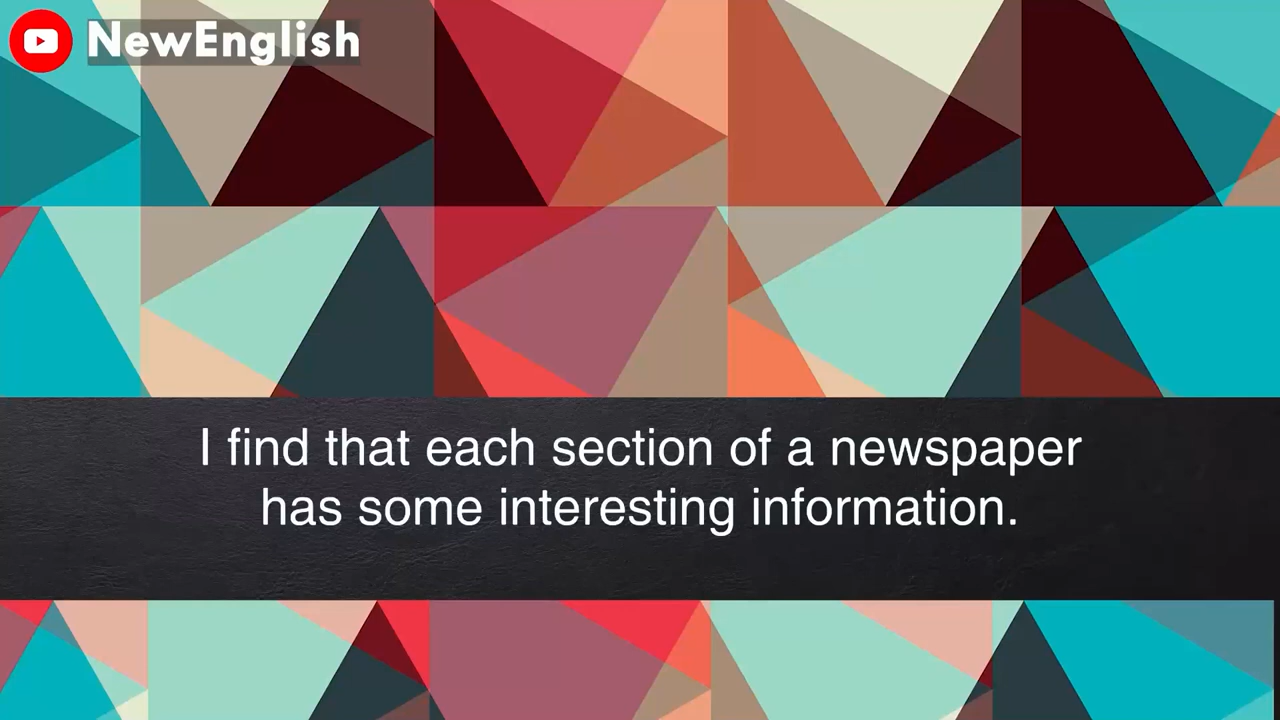 NewEnglish
I find that each section of a newspaper
has some interesting information.